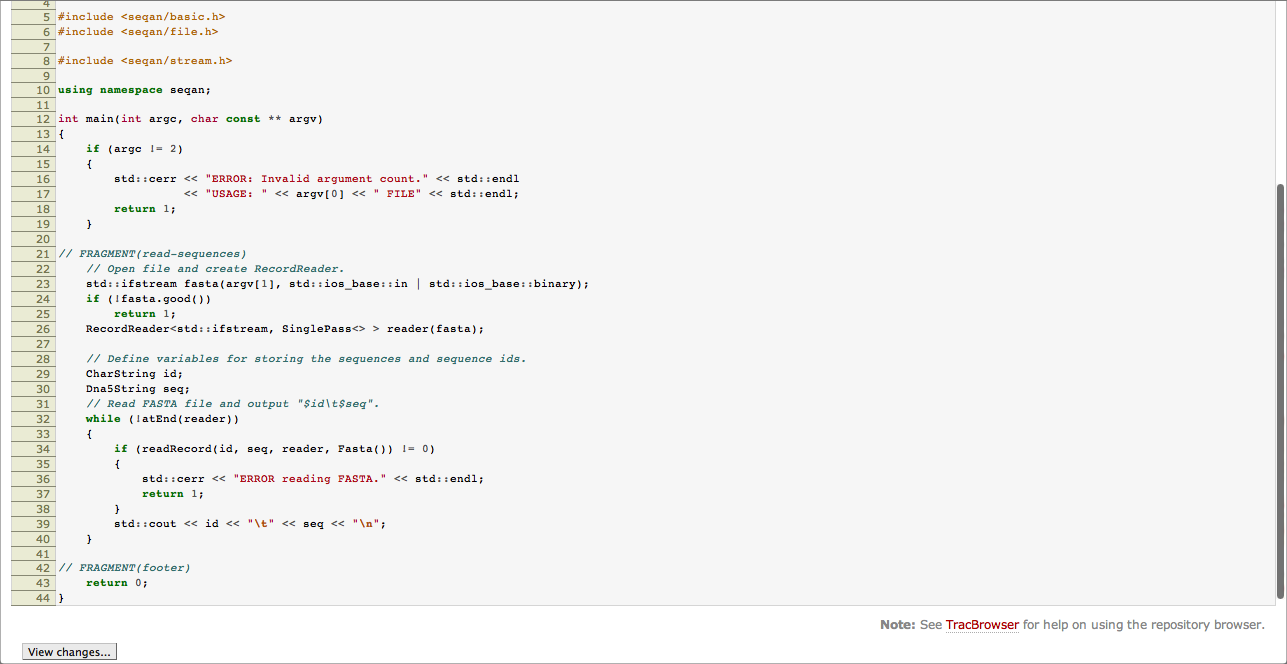 4
5 #include <seqan/basic.h>
6 #include <seqan/file.h>
7
8 #include <seqan/stream.h>
9
10 using namespace seqan;
11
12 int main(int argc, char const ** argv)
13 {
14     if (argc != 2)
15     {
16         std::cerr << "ERROR: Invalid argument count." << std::endl
17                   << "USAGE: " << argv[0] << " FILE" << std::endl;
18         return 1;
19     }
20
21 // FRAGMENT(read-sequences)
22     // Open file and create RecordReader.
23     std::ifstream fasta(argv[1], std::ios_base::in | std::ios_base::binary);
24     if (!fasta.good())
25         return 1;
26     RecordReader<std::ifstream, SinglePass<> > reader(fasta);
27
28     // Define variables for storing the sequences and sequence ids.
29     CharString id;
30     Dna5String seq;
31     // Read FASTA file and output "$id\t$seq".
32     while (!atEnd(reader))
33     {
34         if (readRecord(id, seq, reader, Fasta()) != 0)
35         {
36             std::cerr << "ERROR reading FASTA." << std::endl;
37             return 1;
38         }
39         std::cout << id << "\t" << seq << "\n";
40     }
41
42 // FRAGMENT(footer)
43     return 0;
44 }
Note: See TracBrowser for help on using the repository browser.
View changes...